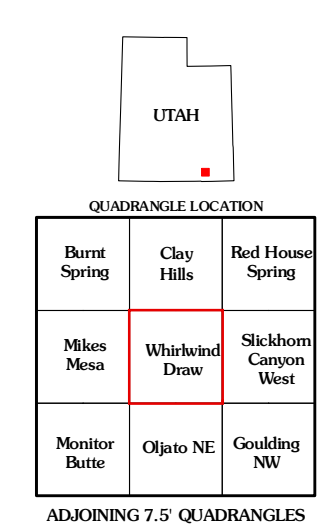 UTAH
QUADRANGLE LOCATION
Burnt
Spring
Clay
Hills
Red House
Spring
Mikes
Mesa
Whirlwind
Draw
Slickhorn
Canyon
West
Monitor
Butte
Oljato NE
Goulding
NW
ADJOINING 7.5' QUADRANGLES